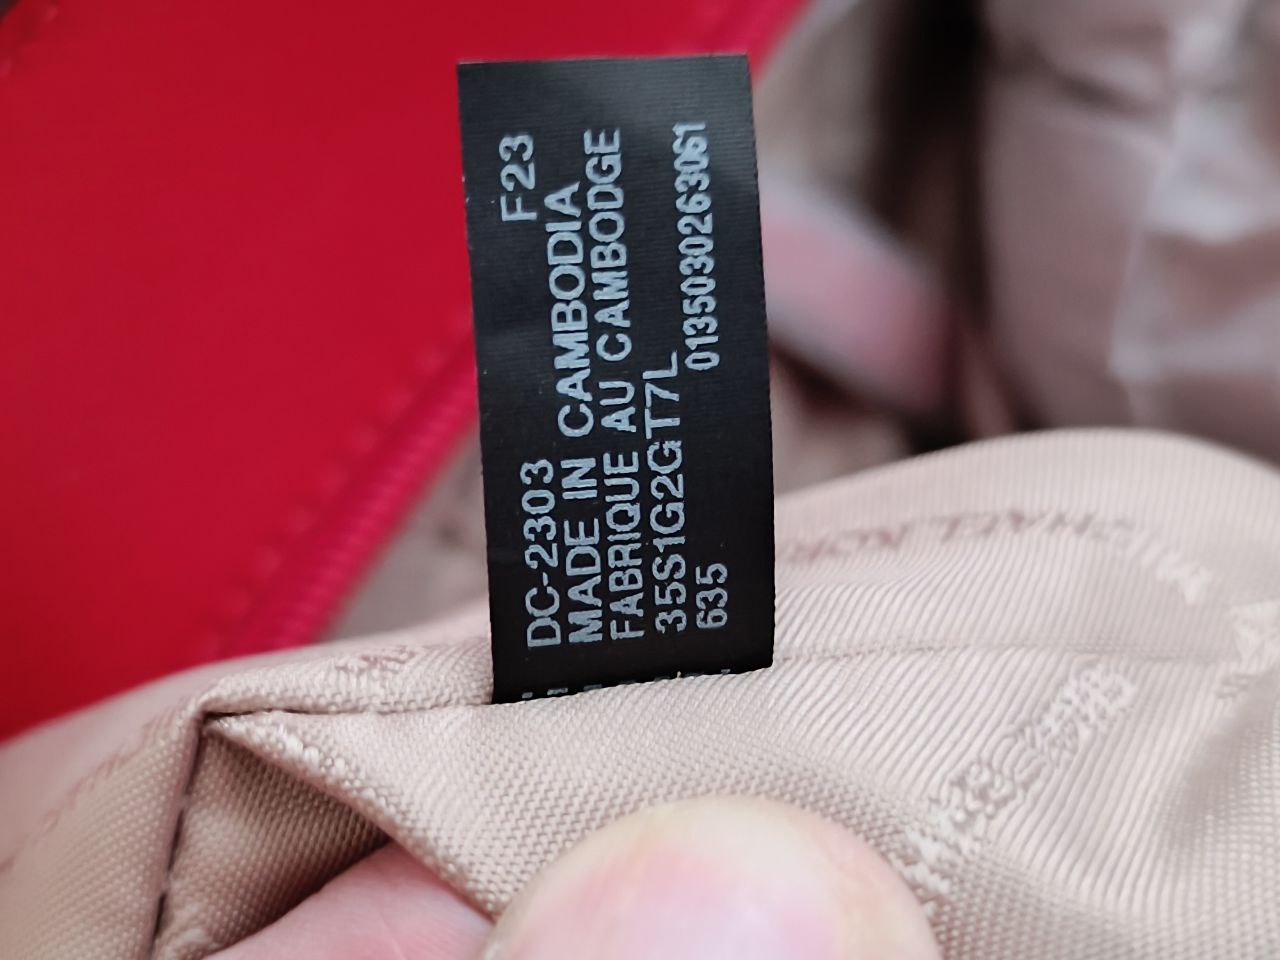 F23
DC-2303
MADE IN CAMBODIA
FABRIQUE AU CAMBODGE
35S1G2GT7L
0135030263061
635